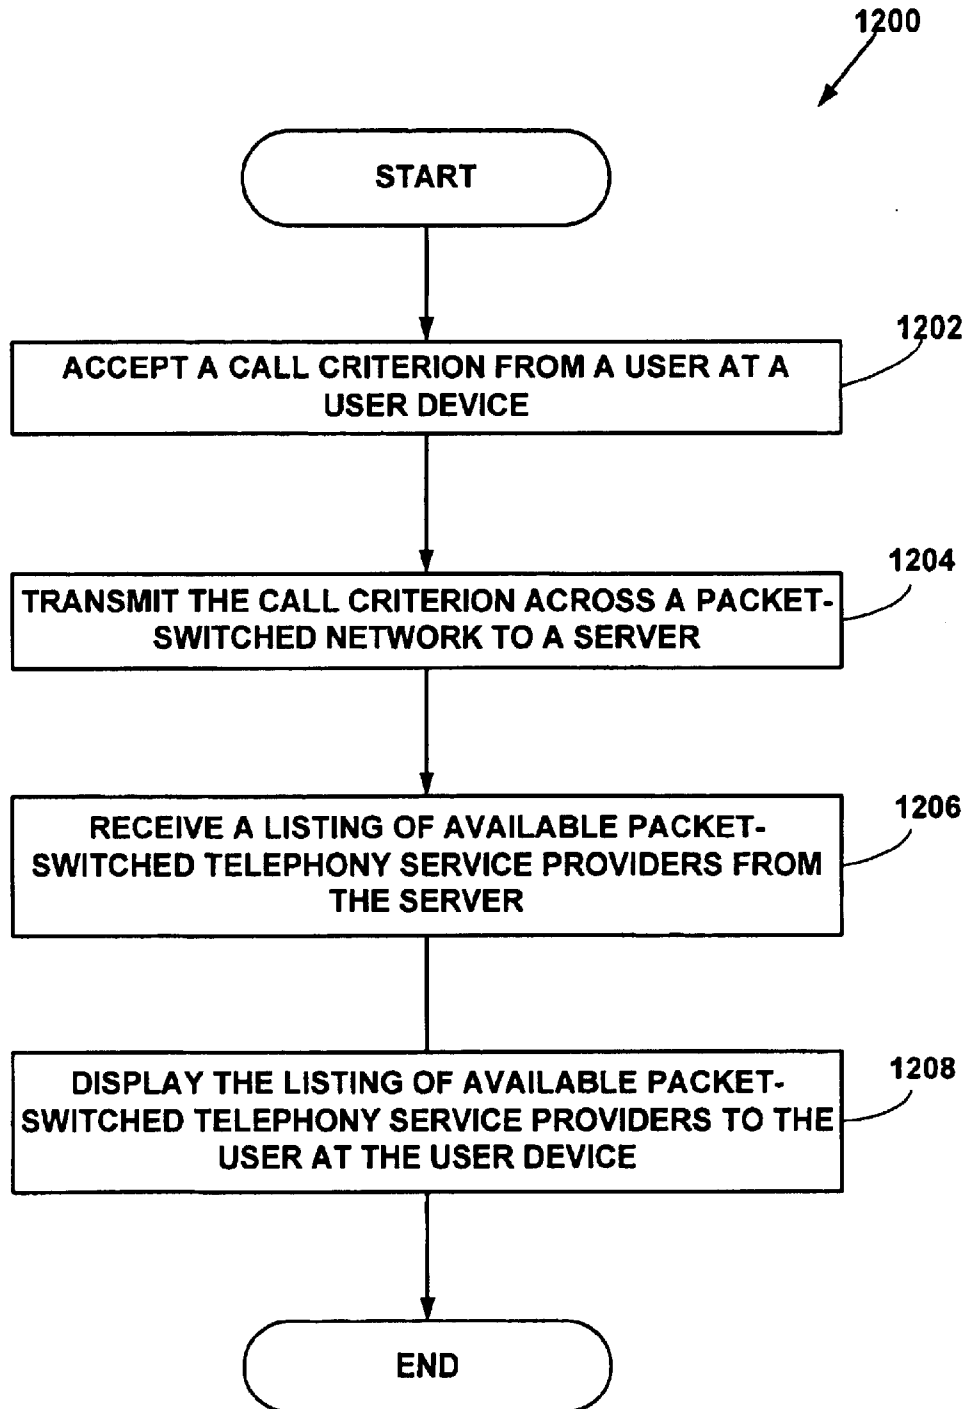 1200
START
1202
ACCEPT A CALL CRITERION FROM A USER AT A
USER DEVICE
1204
TRANSMIT THE CALL CRITERION ACROSS A PACKET-
SWITCHED NETWORK TO A SERVER
1206
RECEIVE A LISTING OF AVAILABLE PACKET-
SWITCHED TELEPHONY SERVICE PROVIDERS FROM
THE SERVER
1208
DISPLAY THE LISTING OF AVAILABLE PACKET-
SWITCHED TELEPHONY SERVICE PROVIDERS TO THE
USER AT THE USER DEVICE
END